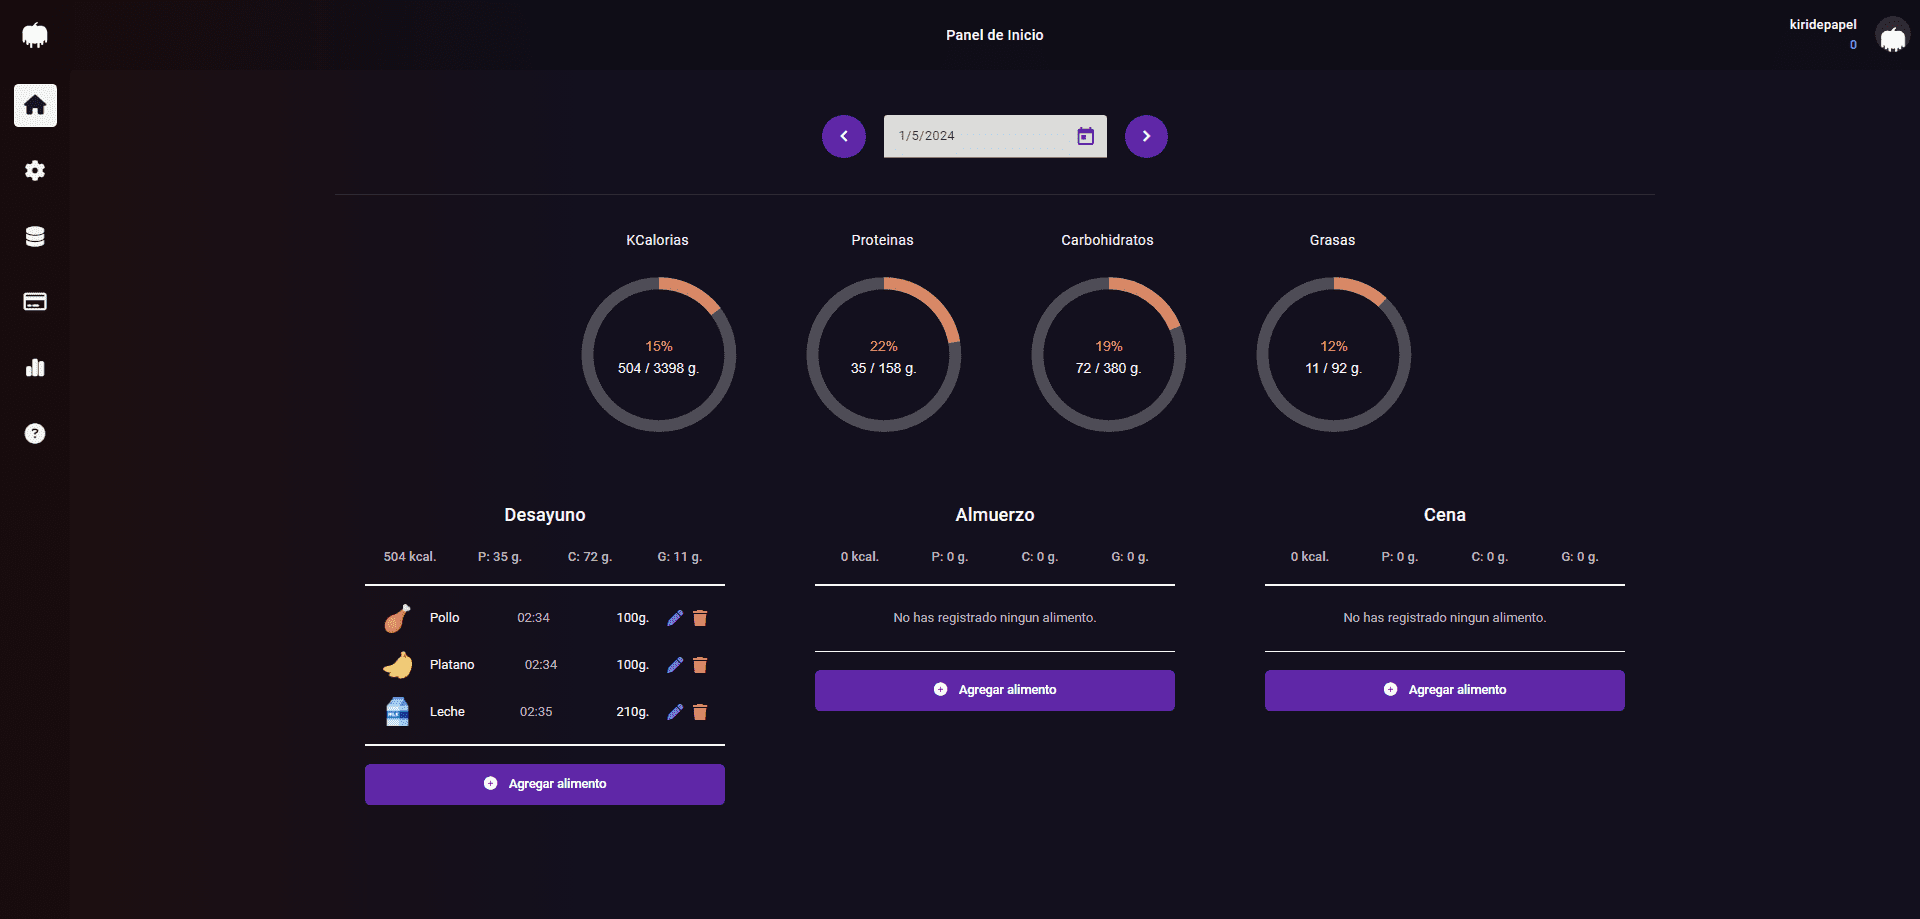 Panel de Inicio
kiridepapel
0
1/5/2024
KCalorias
Proteinas
Carbohidratos
Grasas
15%
504 / 3398 g.
22%
35 / 158 g.
19%
72 / 380 g.
12%
11 / 92 g.
Desayuno
504 kcal. P: 35 g. C: 72 g. G: 11 g.
Pollo 02:34 100g.
Platano 02:34 100g.
Leche 02:35 210g.
Agregar alimento
Almuerzo
0 kcal. P: 0 g. C: 0 g. G: 0 g.
No has registrado ningun alimento.
Agregar alimento
Cena
0 kcal. P: 0 g. C: 0 g. G: 0 g.
No has registrado ningun alimento.
Agregar alimento